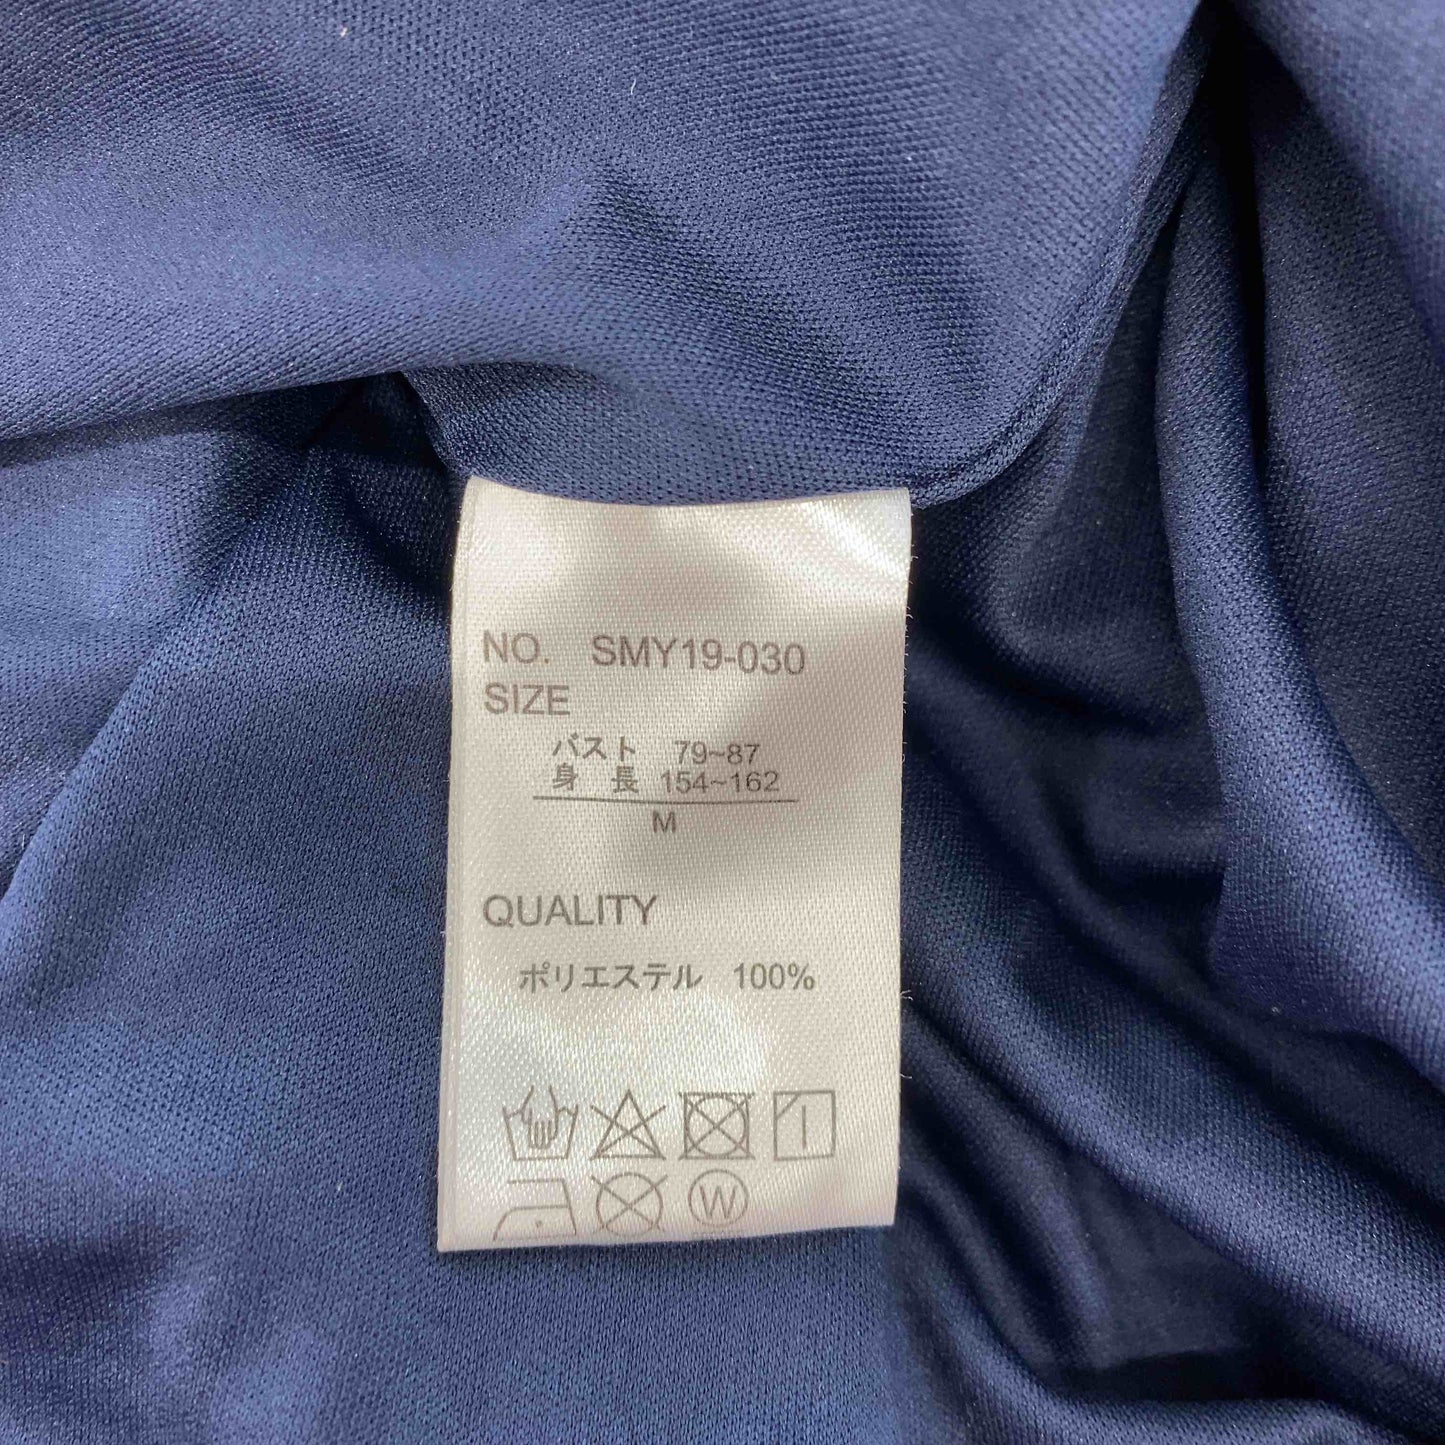 NO. SMY19-030
SIZE
バスト 79~87
身長 154~162
M
QUALITY
ポリエステル 100%
W